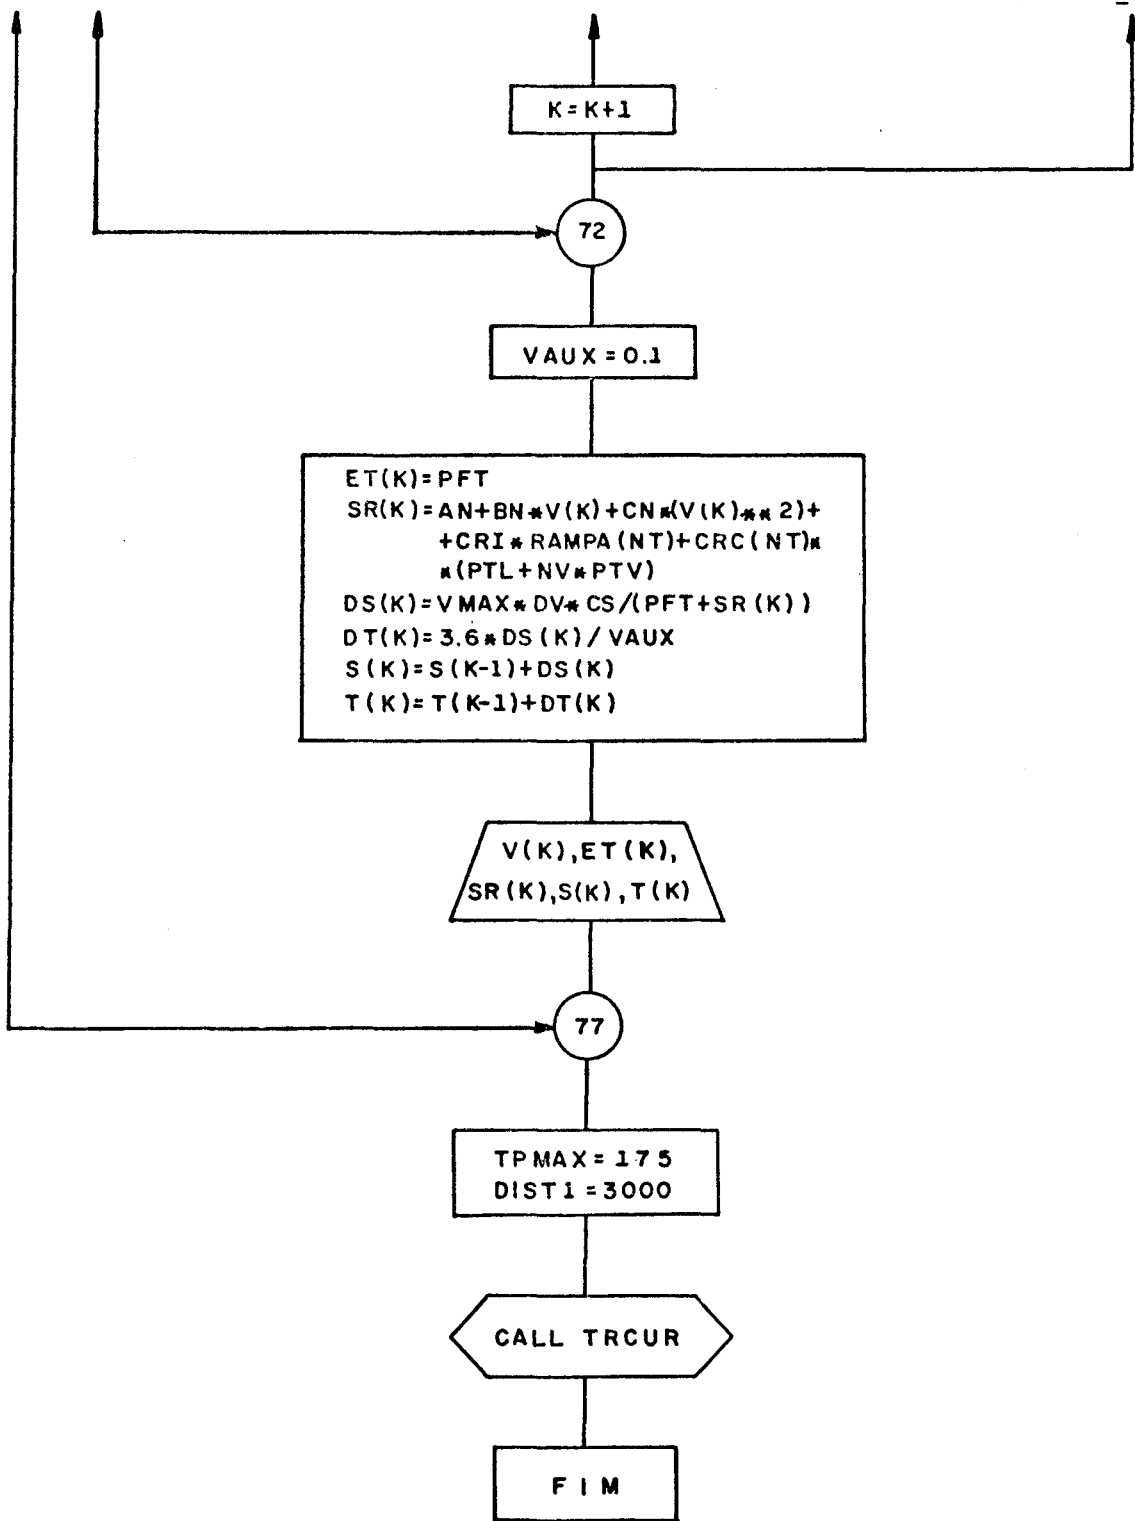 K=K+1
72
VAUX=0.1
ET(K)=PFT
SR(K)=AN+BN*V(K)+CN*(V(K)**2)+
+CRI*RAMPA(NT)+CRC(NT)*
*(PTL+NV*PTV)
DS(K)=VMAX*DV*CS/(PFT+SR(K))
DT(K)=3.6*DS(K)/VAUX
S(K)=S(K-1)+DS(K)
T(K)=T(K-1)+DT(K)
V(K),ET(K),
SR(K),S(K),T(K)
77
TPMAX=175
DIST1=3000
CALL TRCUR
FIM